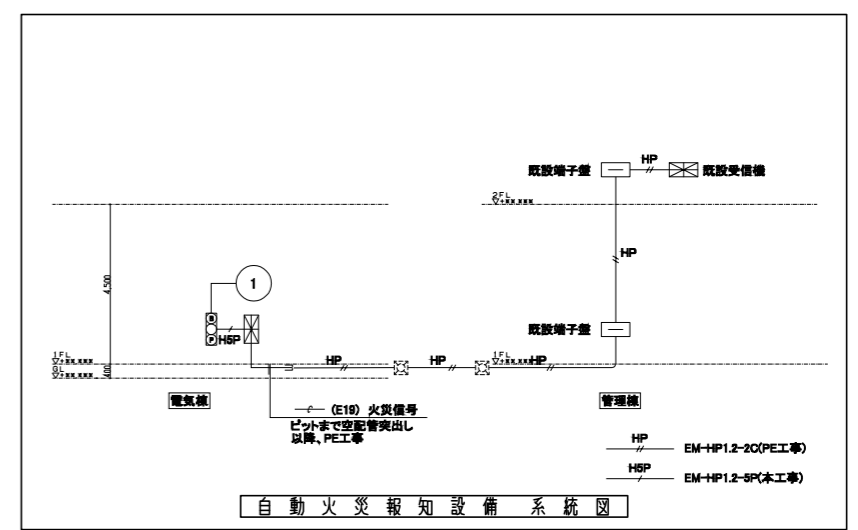 HP
既設端子盤
既設受信機
2FL
▽+**.***
HP
4,500
1
B
P
H5P
既設端子盤
1FL
▽+**.***
GL
▽+**.***
400
HP
HP
1FL
▽+**.***
HP
電気棟
管理棟
(E19) 火災信号
ピットまで空配管突出し
以降、PE工事
HP
EM-HP1.2-2C(PE工事)
H5P
EM-HP1.2-5P(本工事)
自動火災報知設備 系統図